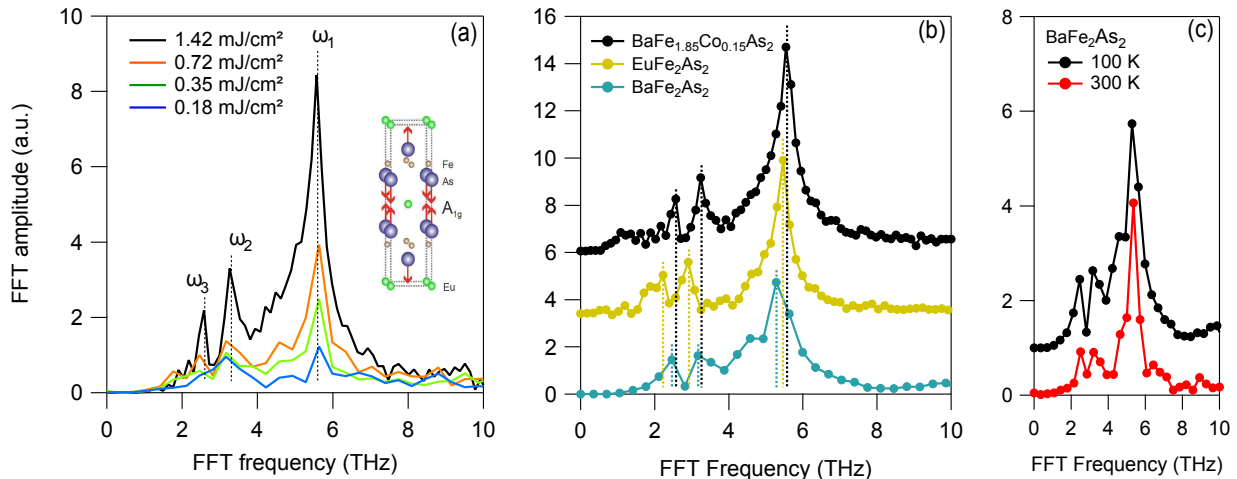 (a)
1.42 mJ/cm²
0.72 mJ/cm²
0.35 mJ/cm²
0.18 mJ/cm²
ω1
ω2
ω3
Fe
As
A1g
Eu
10
8
6
4
2
0
FFT amplitude (a.u.)
0 2 4 6 8 10
FFT frequency (THz)
(b)
BaFe1.85Co0.15As2
EuFe2As2
BaFe2As2
16
14
12
10
8
6
4
2
0
0 2 4 6 8 10
FFT Frequency (THz)
(c)
BaFe2As2
100 K
300 K
8
6
4
2
0
0 2 4 6 8 10
FFT Frequency (THz)